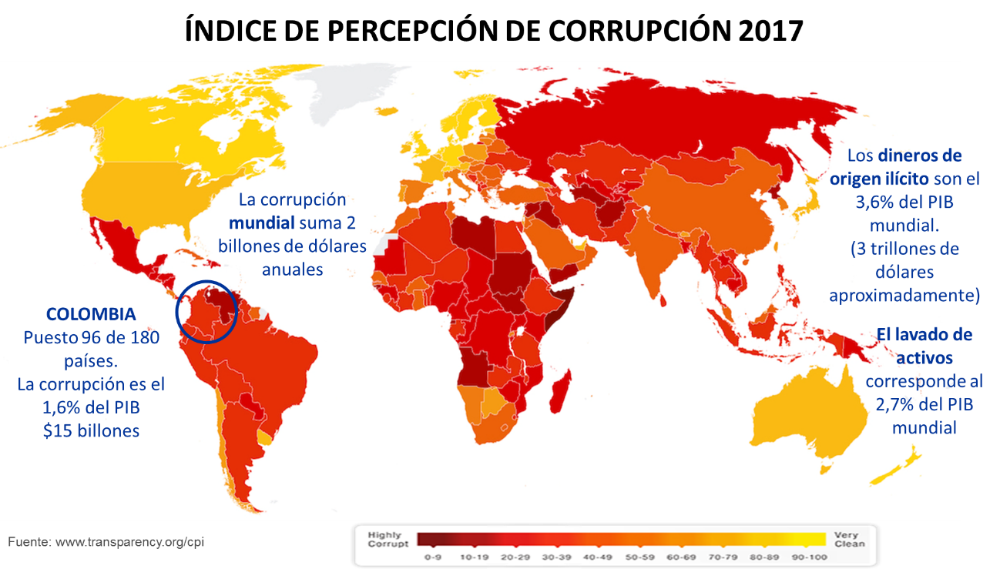 ÍNDICE DE PERCEPCIÓN DE CORRUPCIÓN 2017
La corrupción
mundial suma 2
billones de dólares
anuales
COLOMBIA
Puesto 96 de 180
países.
La corrupción es el
1,6% del PIB
$15 billones
Los dineros de
origen ilícito son el
3,6% del PIB
mundial.
(3 trillones de
dólares
aproximadamente)
El lavado de
activos
corresponde al
2,7% del PIB
mundial
Fuente: www.transparency.org/cpi
Highly
Corrupt
0-9 10-19 20-29 30-39 40-49 50-59 60-69 70-79 80-89 90-100
Very
Clean